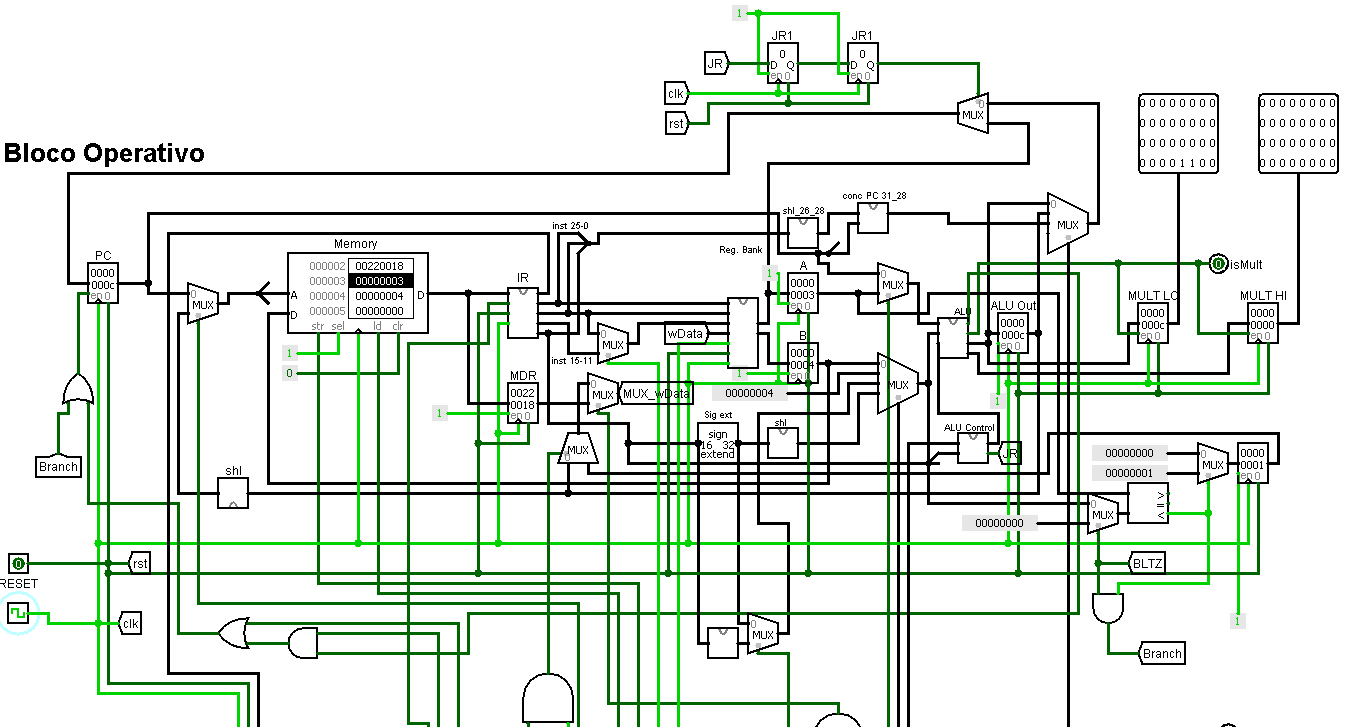 1
JR1
JR1
0
D Q
en 0
0
D Q
en 0
JR
clk
rst
0
MUX
0 0 0 0 0 0 0 0
0 0 0 0 0 0 0 0
0 0 0 0 0 0 0 0
0 0 0 0 1 1 0 0
0 0 0 0 0 0 0 0
0 0 0 0 0 0 0 0
0 0 0 0 0 0 0 0
0 0 0 0 0 0 0 0
Bloco Operativo
conc PC 31_28
shl_26_28
inst 25-0
Reg. Bank
0
MUX
isMult
PC
0000
000c
en 0
0
MUX
Memory
000002 00220018
000003 00000003
000004 00000004
000005 00000000
A
D
D
str sel ld clr
1
0
IR
1
A
0000
0003
en 0
0
MUX
ALU
ALU Out
0000
000c
en 0
1
MULT LO
0000
000c
en 0
MULT HI
0000
0000
en 0
0
MUX
inst 15-11
wData
B
0000
0004
en 0
1
00000004
MUX
MDR
0022
0018
en 0
1
0
MUX
MUX_wData
0
MUX
Sig ext
sign
16 32
extend
shl
ALU Control
JR
00000000
00000001
0
MUX
0000
0001
en 0
Branch
shl
00000000
0
MUX
>
=
<
0
RESET
rst
clk
BLTZ
0
MUX
1
Branch